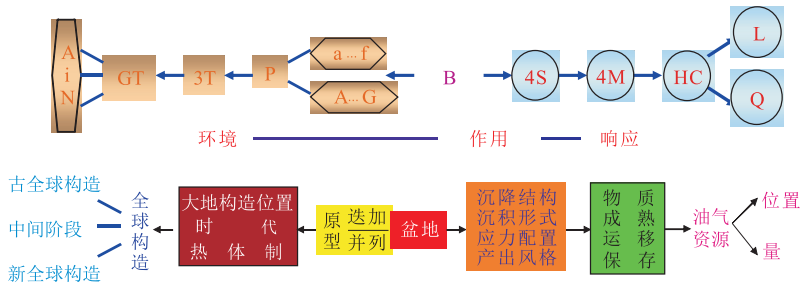 A
i
N
GT
3T
P
a…f
A…G
B
4S
4M
HC
L
Q
环境
作用
响应
古全球构造
中间阶段
新全球构造
全球构造
大地构造位置
时 代
热 体 制
原型
迭加
并列
盆地
沉降结构
沉积形式
应力配置
产出风格
物 质
成 熟
运 移
保 存
油气
资源
位置
量